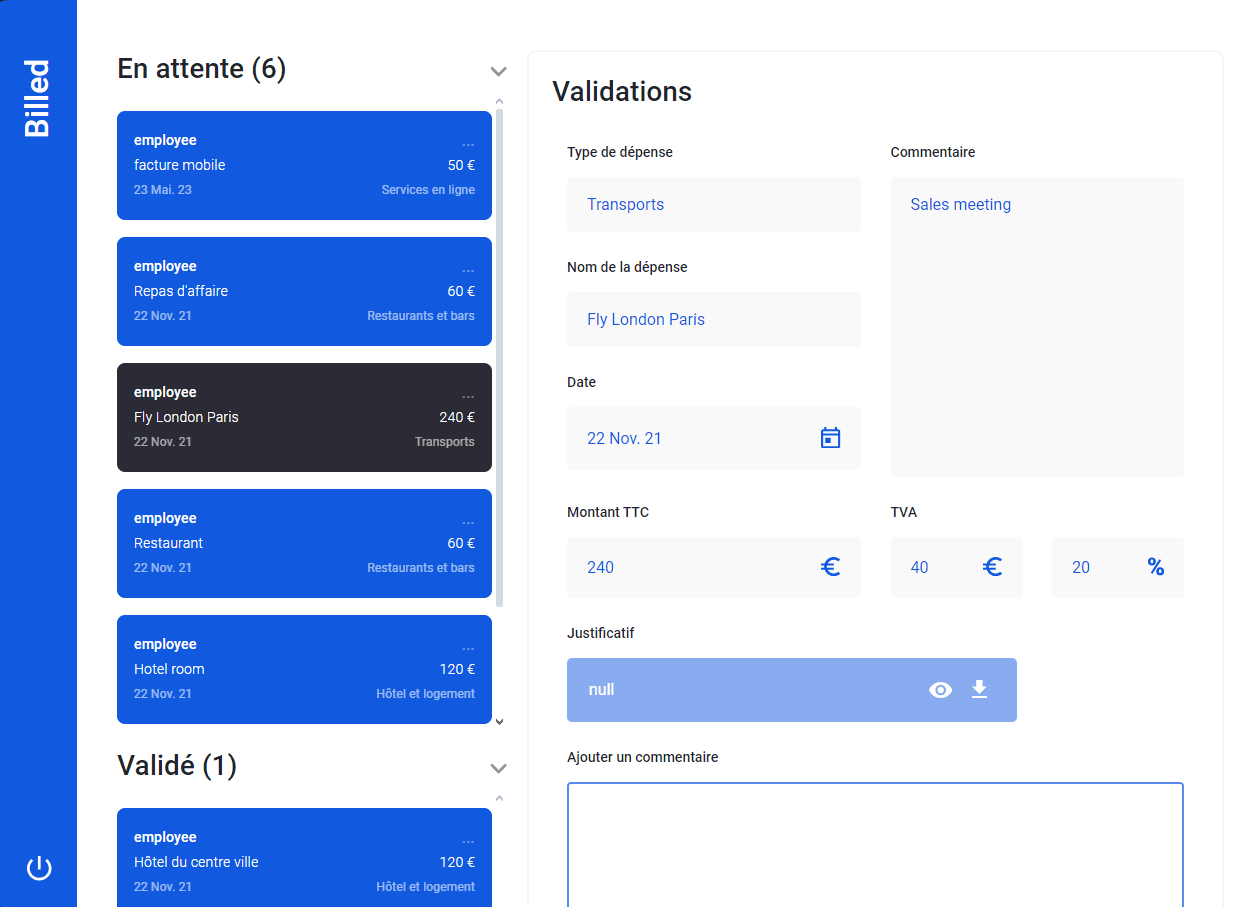 Billed
En attente (6)
employee ...
facture mobile 50 €
23 Mai. 23 Services en ligne
employee ...
Repas d'affaire 60 €
22 Nov. 21 Restaurants et bars
employee ...
Fly London Paris 240 €
22 Nov. 21 Transports
employee ...
Restaurant 60 €
22 Nov. 21 Restaurants et bars
employee ...
Hotel room 120 €
22 Nov. 21 Hôtel et logement
Validé (1)
employee ...
Hôtel du centre ville 120 €
22 Nov. 21 Hôtel et logement
Validations
Type de dépense
Transports
Nom de la dépense
Fly London Paris
Date
22 Nov. 21
Commentaire
Sales meeting
Montant TTC TVA
240 € 40 € 20 %
Justificatif
null
Ajouter un commentaire